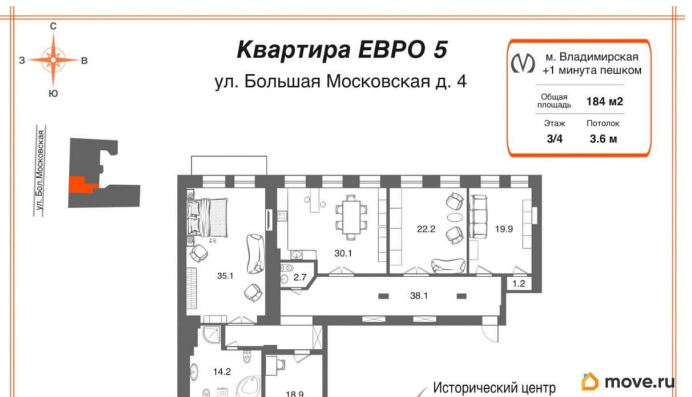 С
З
В
Ю
Квартира ЕВРО 5
ул. Большая Московская д. 4
м. Владимирская
+1 минута пешком
Общая площадь 184 м2
Этаж Потолок
3/4 3.6 м
ул. Бол.Московская
35.1
30.1
22.2
19.9
2.7
1.2
38.1
14.2
18.9
Исторический центр
move.ru